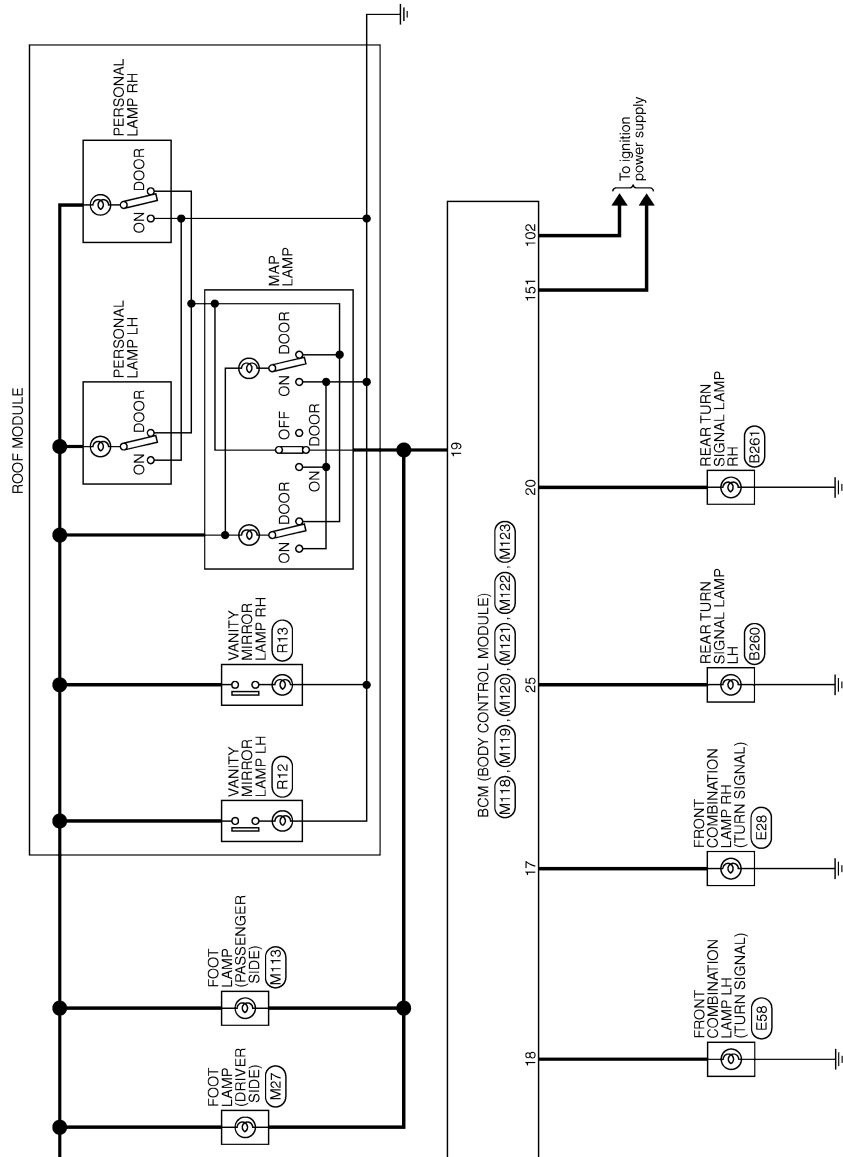 ROOF MODULE
PERSONAL
LAMP RH
DOOR
ON
PERSONAL
LAMP LH
DOOR
ON
MAP
LAMP
DOOR
ON
OFF
DOOR
ON
DOOR
ON
VANITY
MIRROR
LAMP RH
R13
VANITY
MIRROR
LAMP LH
R12
FOOT
LAMP
(PASSENGER
SIDE)
M113
FOOT
LAMP
(DRIVER
SIDE)
M27
To ignition
power supply
102
151
19
20
25
17
18
BCM (BODY CONTROL MODULE)
M118 , M119 , M120 , M121 , M122 , M123
REAR TURN
SIGNAL LAMP
RH
B261
REAR TURN
SIGNAL LAMP
LH
B260
FRONT
COMBINATION
LAMP RH
(TURN SIGNAL)
E28
FRONT
COMBINATION
LAMP LH
(TURN SIGNAL)
E58